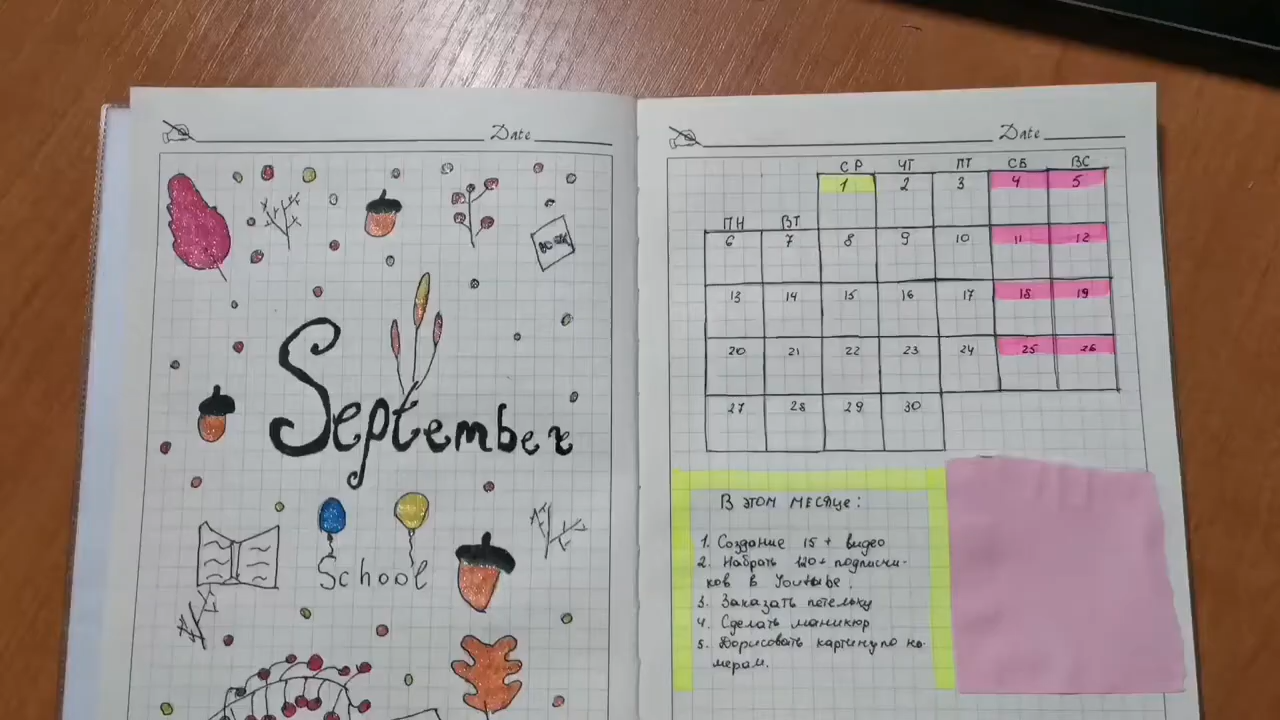 Date
September
School
Date
СР ЧТ ПТ СБ ВС
1 2 3 4 5
ПН ВТ
6 7 8 9 10 11 12
13 14 15 16 17 18 19
20 21 22 23 24 25 26
27 28 29 30
В ЭТОМ МЕСЯЦЕ:
1. Создание 15+ видео
2. Набрать 120+ подписчи-
ков в Youtube.
3. Заказать петельку
4. Сделать маникюр
5. Дорисовать картину по но-
мерам.